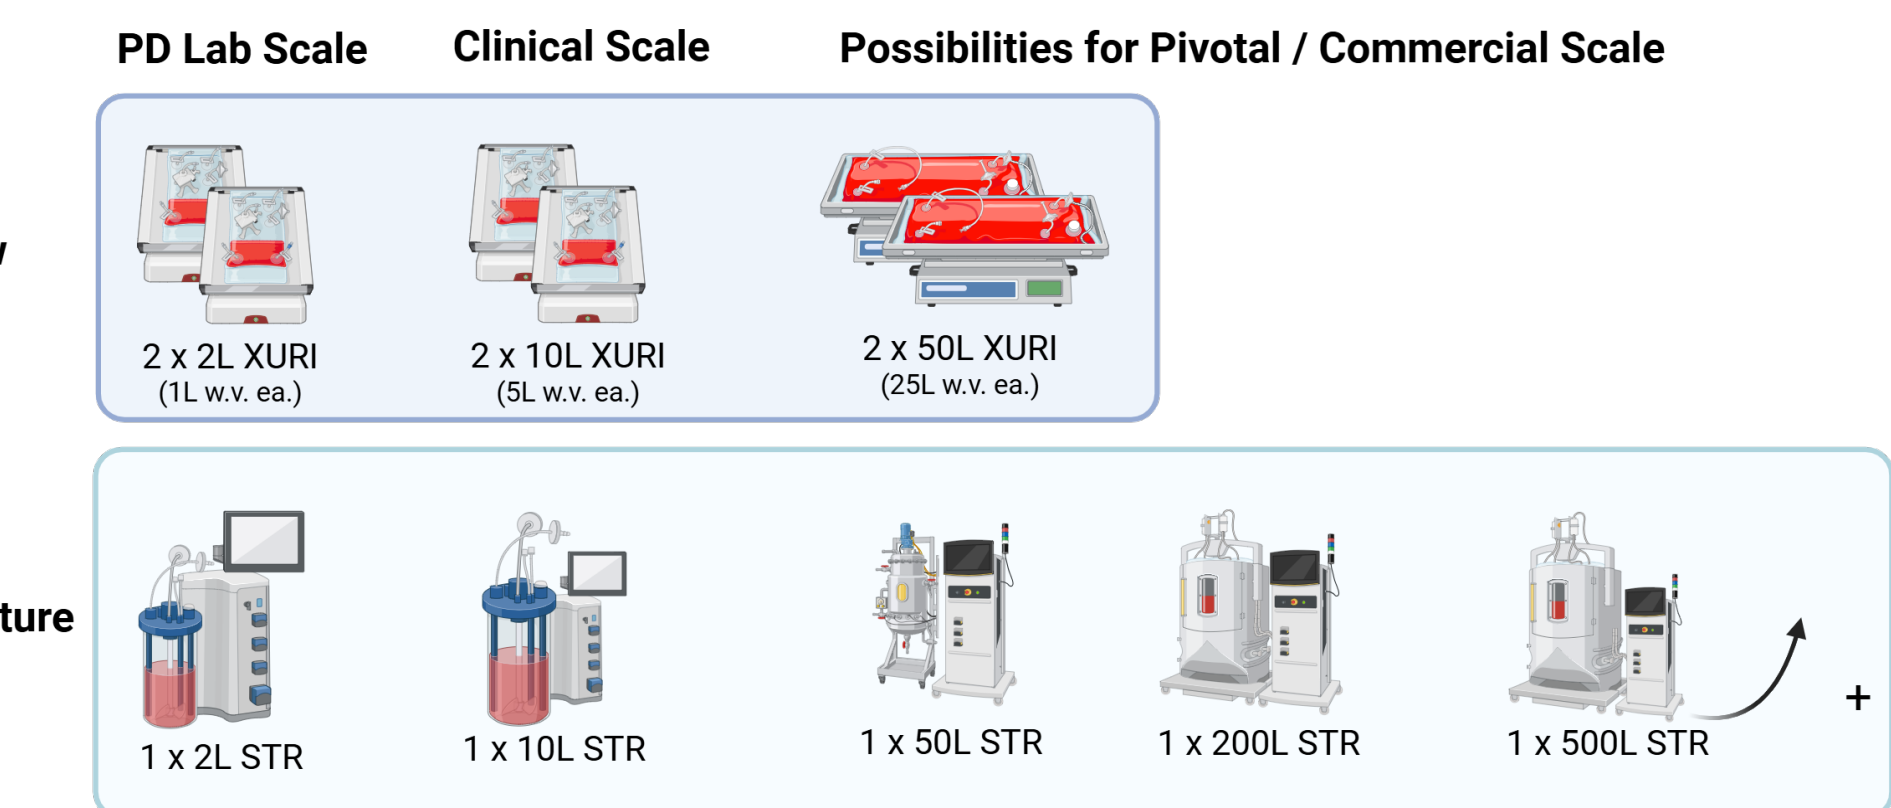 PD Lab Scale
Clinical Scale
Possibilities for Pivotal / Commercial Scale
2 x 2L XURI
(1L w.v. ea.)
2 x 10L XURI
(5L w.v. ea.)
2 x 50L XURI
(25L w.v. ea.)
ture
1 x 2L STR
1 x 10L STR
1 x 50L STR
1 x 200L STR
1 x 500L STR
+